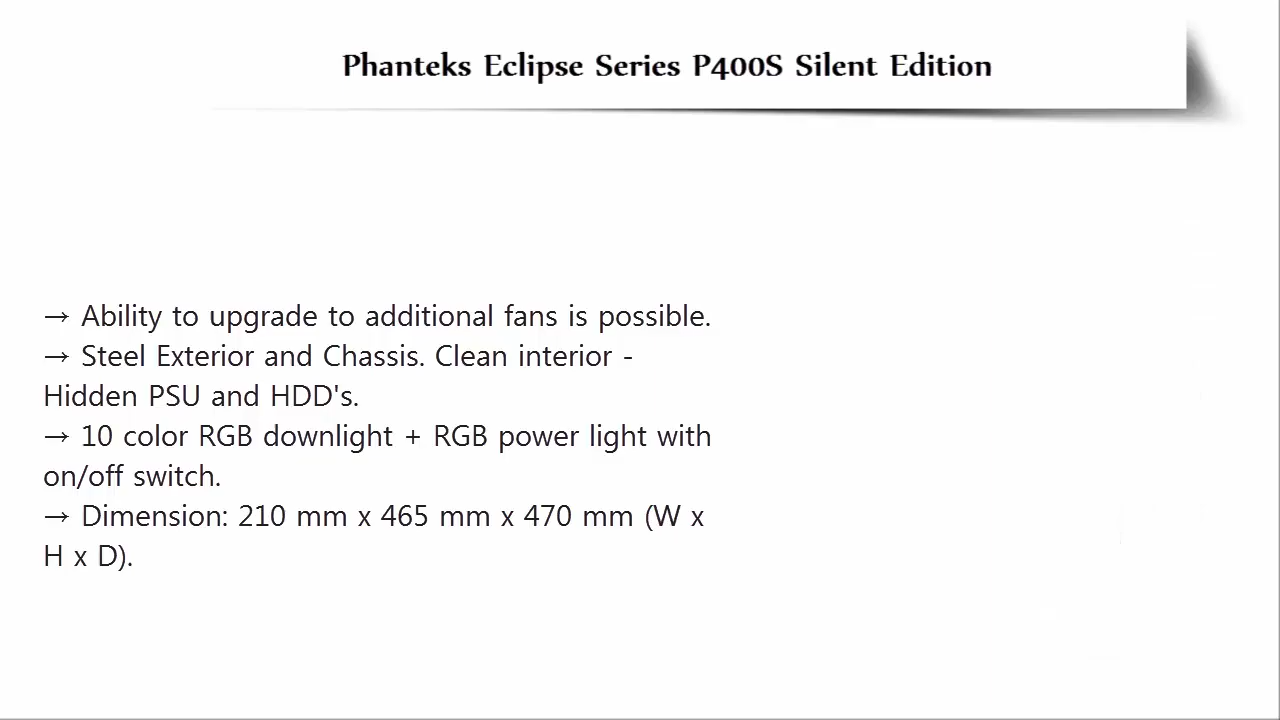 Phanteks Eclipse Series P400S Silent Edition
→ Ability to upgrade to additional fans is possible.
→ Steel Exterior and Chassis. Clean interior -
Hidden PSU and HDD's.
→ 10 color RGB downlight + RGB power light with
on/off switch.
→ Dimension: 210 mm x 465 mm x 470 mm (W x
H x D).